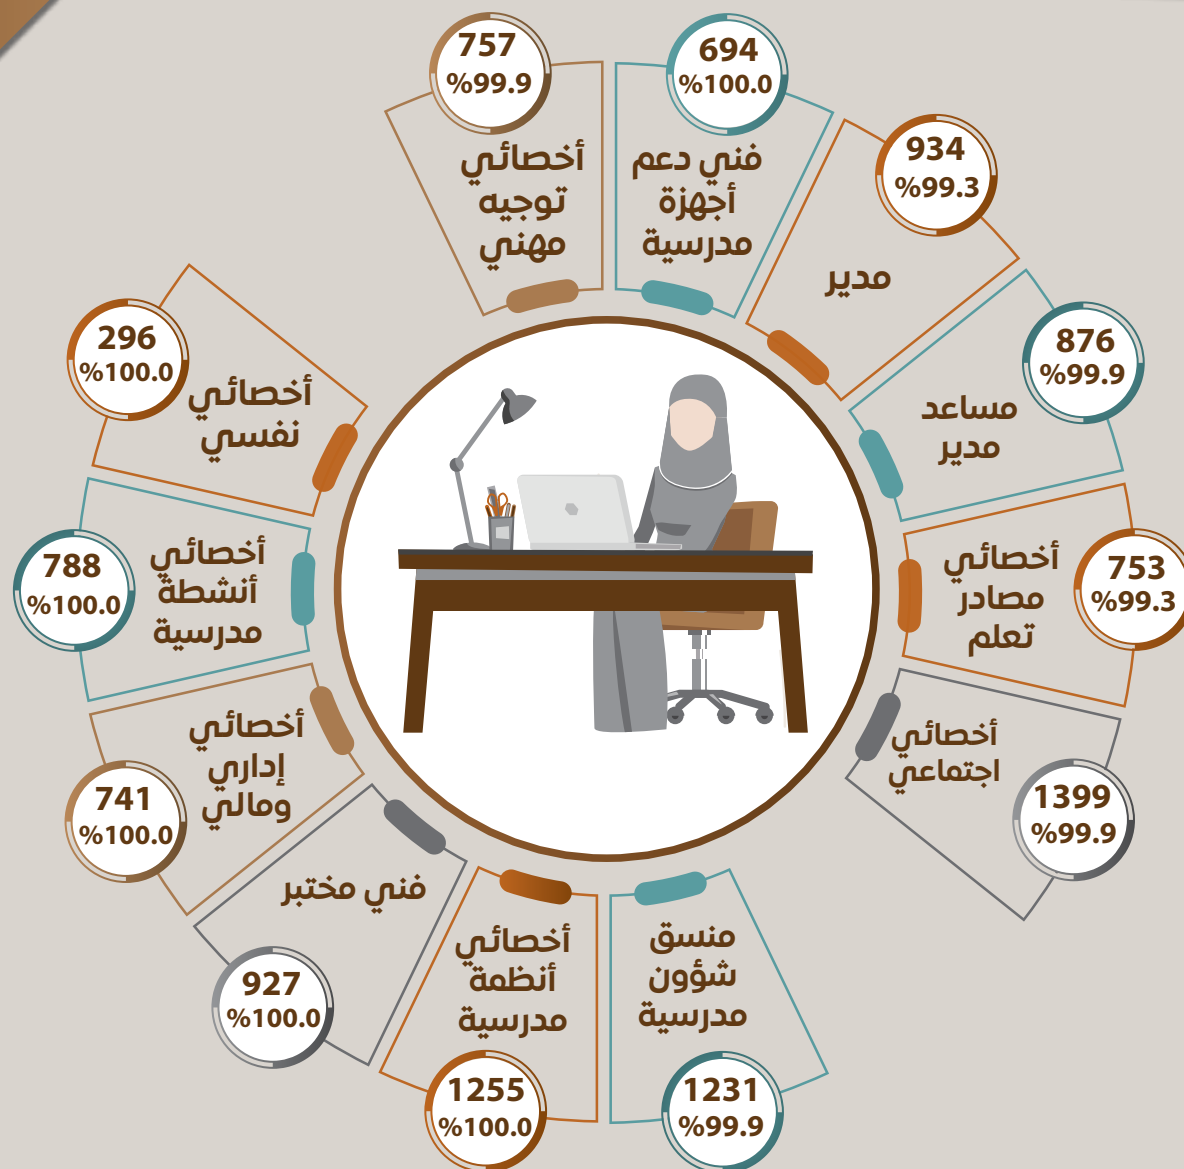 694
%100.0
فني دعم
أجهزة
مدرسية
934
%99.3
مدير
876
%99.9
مساعد
مدير
753
%99.3
أخصائي
مصادر
تعلم
أخصائي
اجتماعي
1399
%99.9
منسق
شؤون
مدرسية
1231
%99.9
أخصائي
أنظمة
مدرسية
1255
%100.0
فني مختبر
927
%100.0
أخصائي
إداري
ومالي
741
%100.0
أخصائي
أنشطة
مدرسية
788
%100.0
296
%100.0
أخصائي
نفسي
757
%99.9
أخصائي
توجيه
مهني